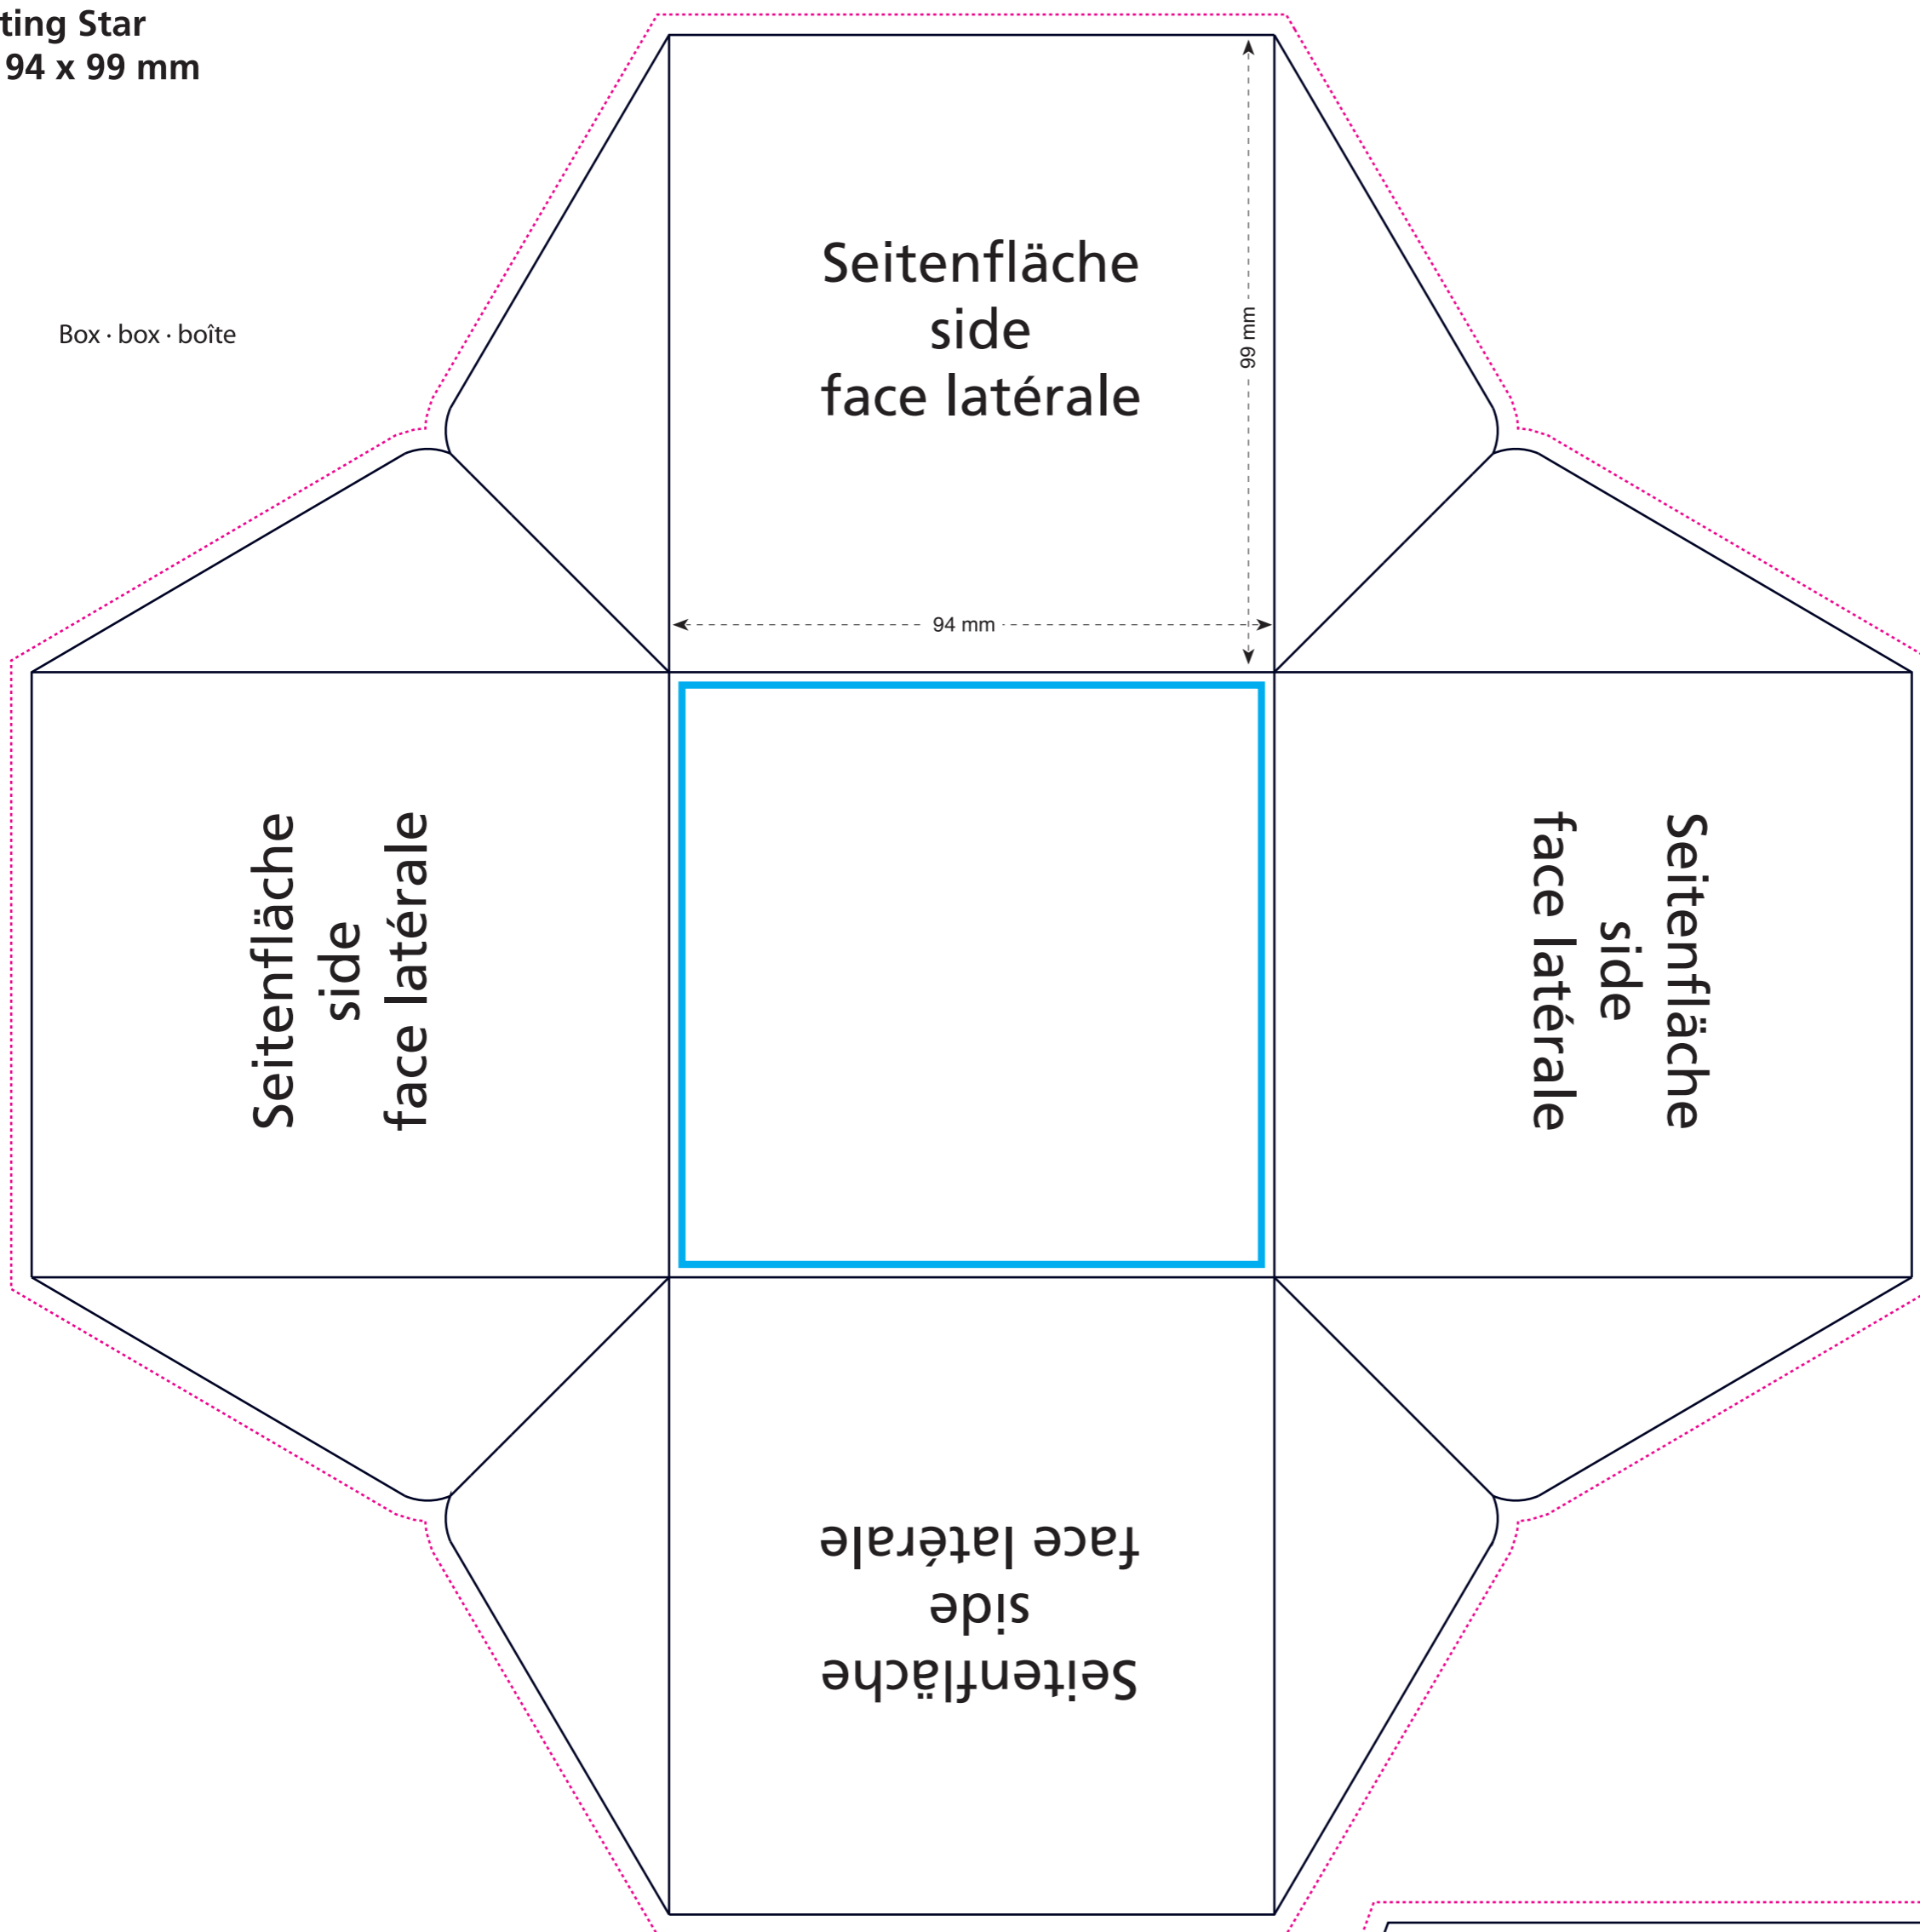 ting Star
94 x 99 mm
Box · box · boîte
Seitenfläche
side
face latérale
99 mm
94 mm
Seitenfläche
side
face latérale
Seitenfläche
side
face latérale
Seitenfläche
side
face latérale